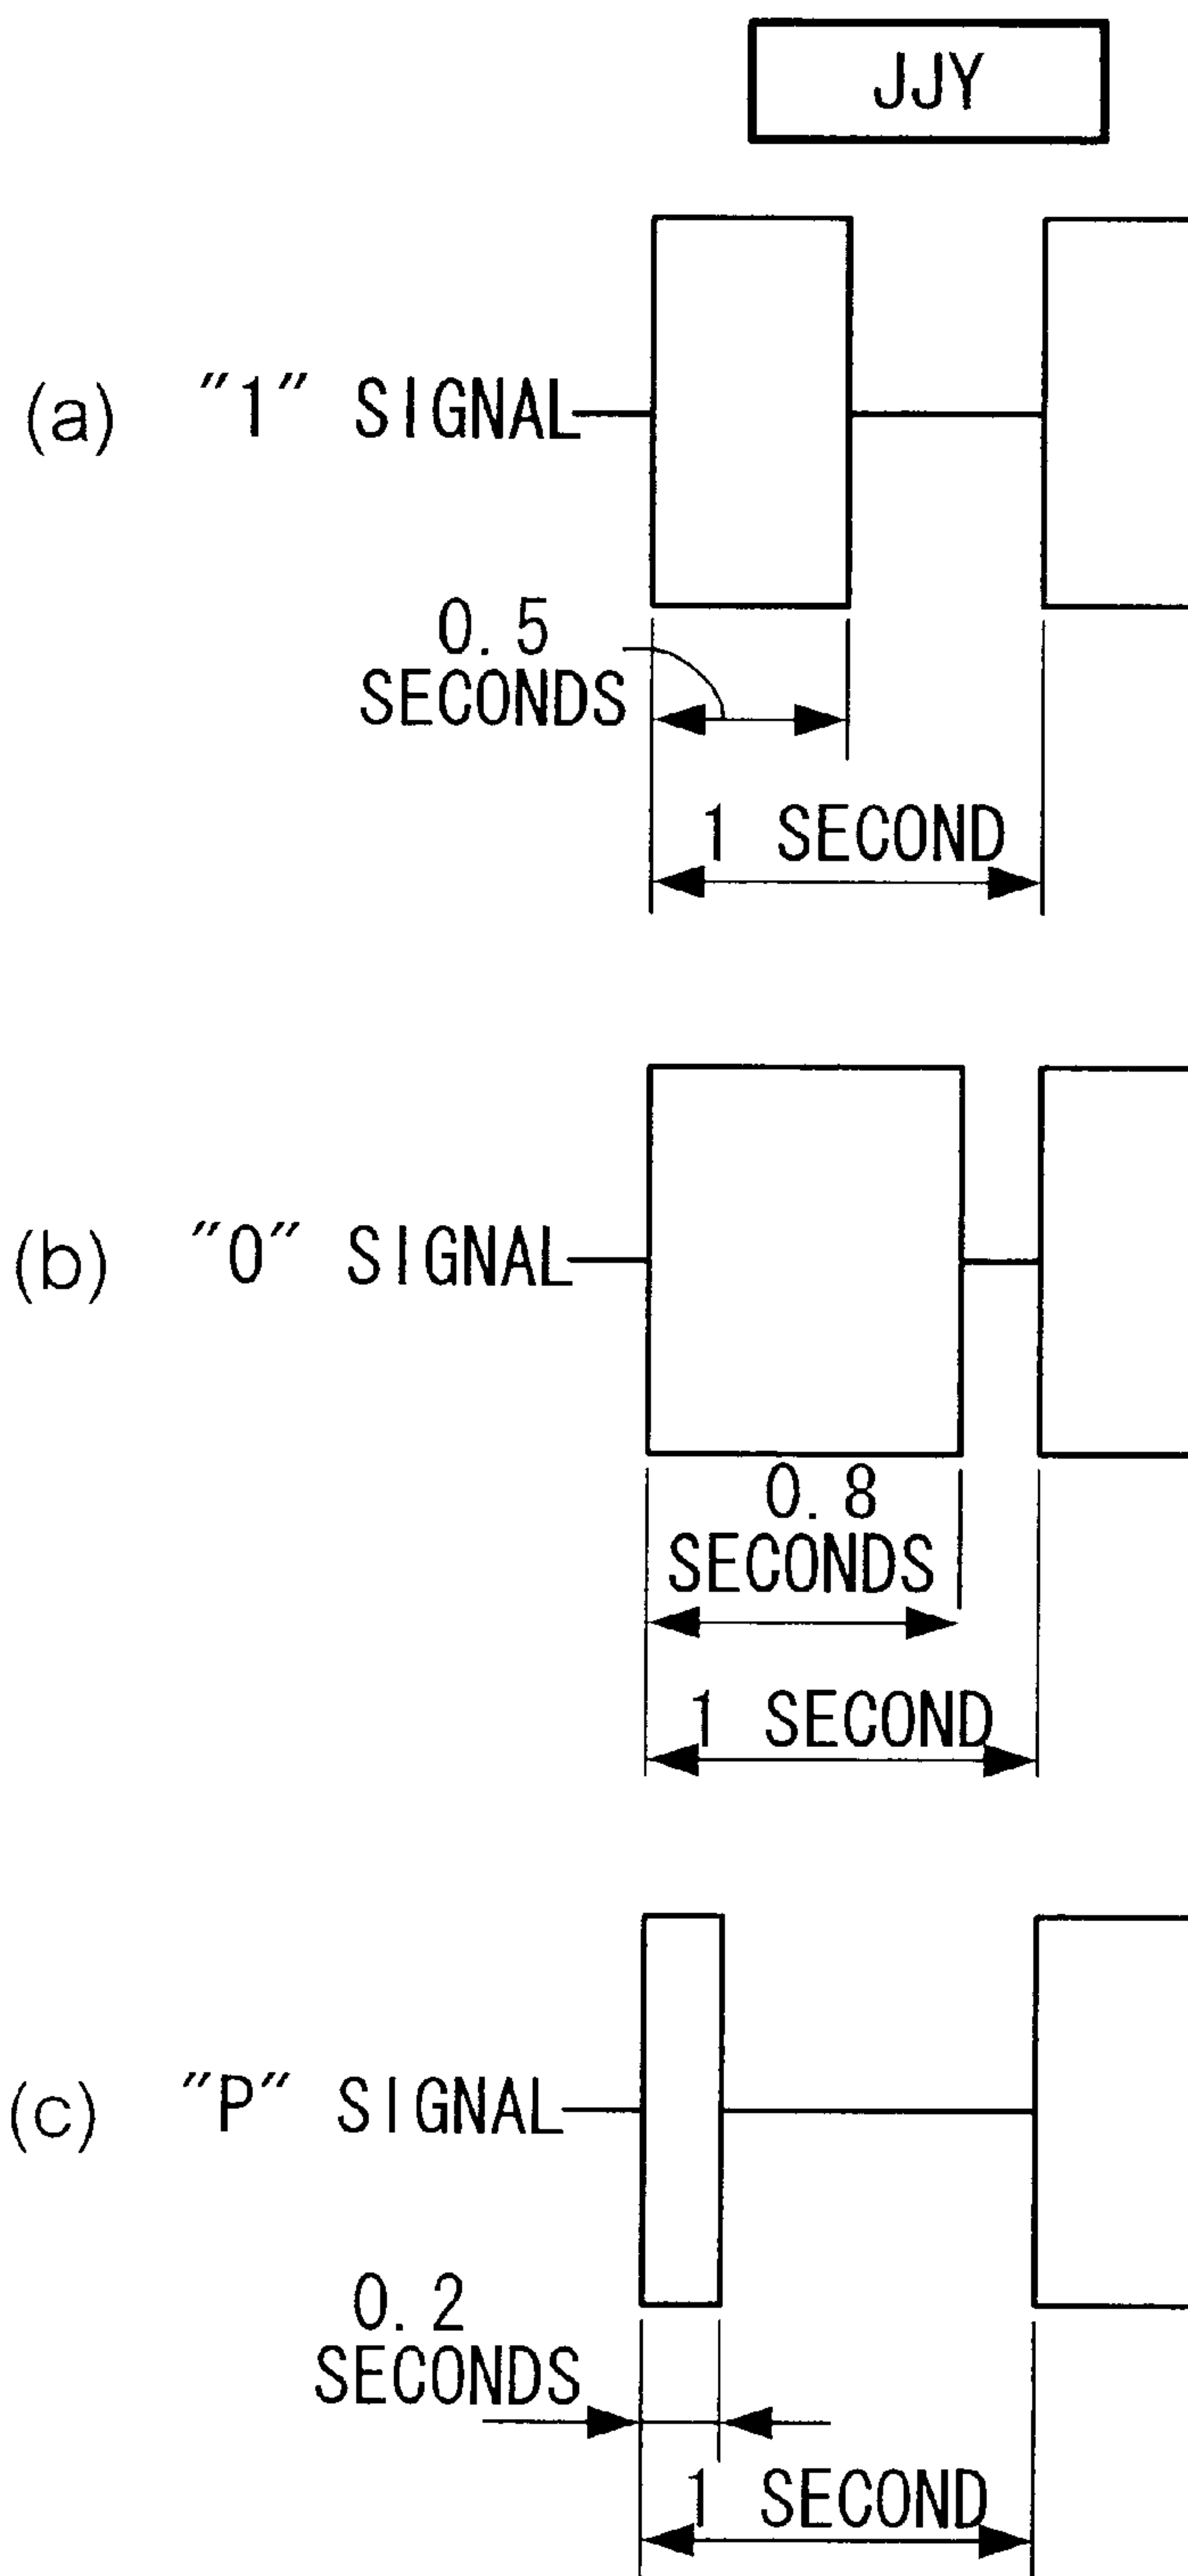 JJY
(a) "1" SIGNAL
0.5
SECONDS
1 SECOND
(b) "0" SIGNAL
0.8
SECONDS
1 SECOND
(c) "P" SIGNAL
0.2
SECONDS
1 SECOND